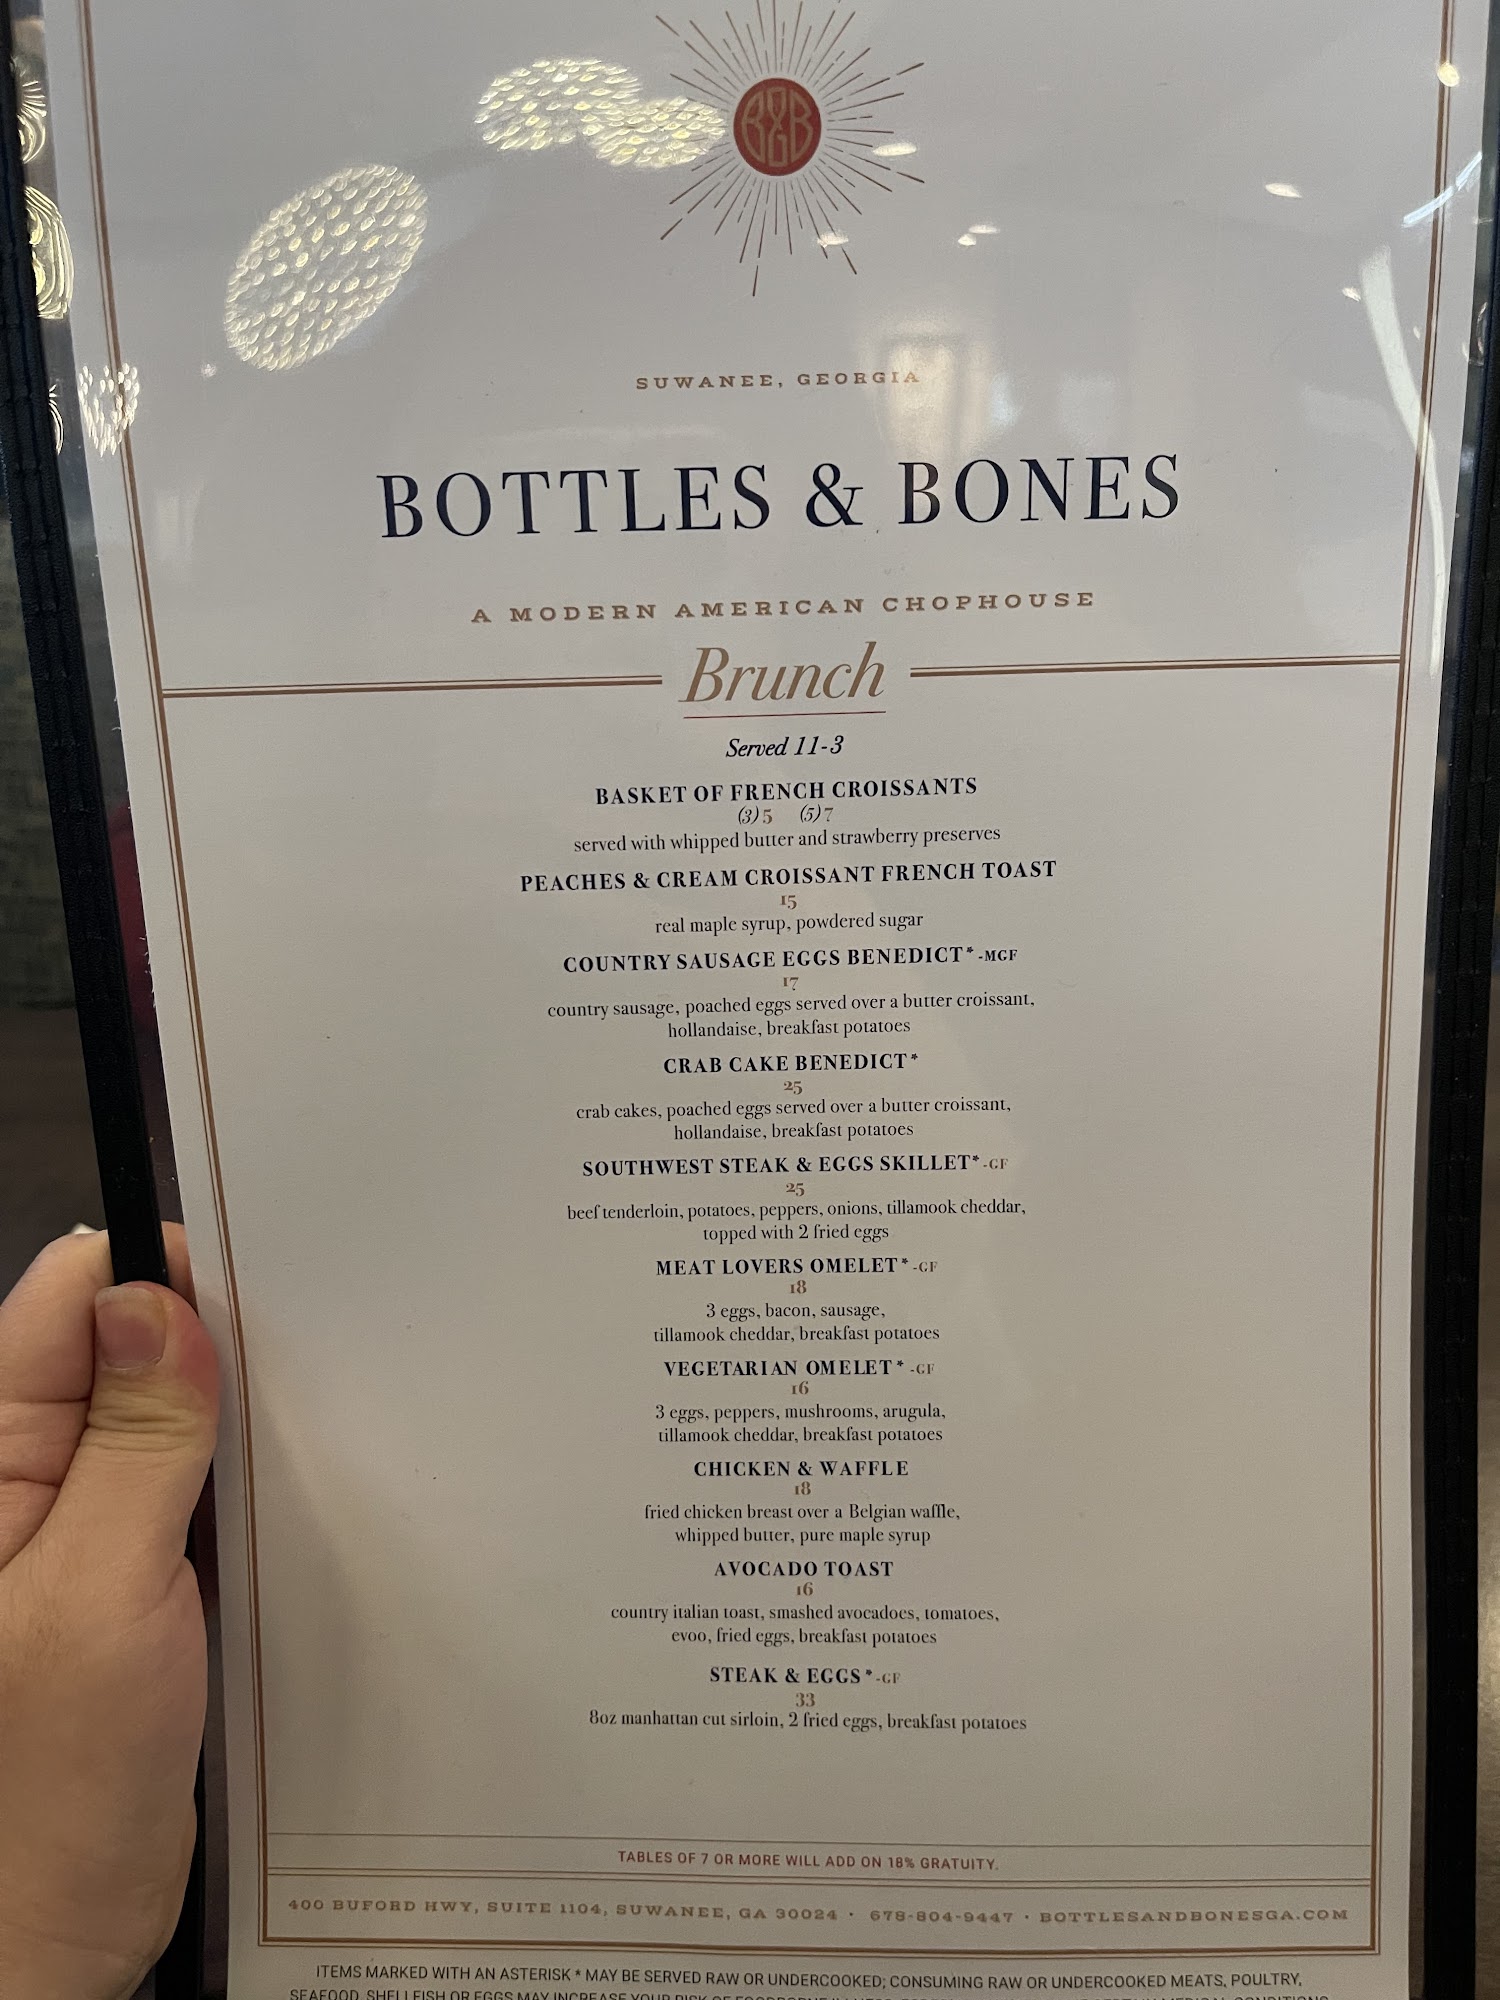 B&B
SUWANEE, GEORGIA
BOTTLES & BONES
A MODERN AMERICAN CHOPHOUSE
Brunch
Served 11-3
BASKET OF FRENCH CROISSANTS
(3) 5 (5) 7
served with whipped butter and strawberry preserves
PEACHES & CREAM CROISSANT FRENCH TOAST
15
real maple syrup, powdered sugar
COUNTRY SAUSAGE EGGS BENEDICT* -MGF
17
country sausage, poached eggs served over a butter croissant,
hollandaise, breakfast potatoes
CRAB CAKE BENEDICT*
25
crab cakes, poached eggs served over a butter croissant,
hollandaise, breakfast potatoes
SOUTHWEST STEAK & EGGS SKILLET* -GF
25
beef tenderloin, potatoes, peppers, onions, tillamook cheddar,
topped with 2 fried eggs
MEAT LOVERS OMELET* -GF
18
3 eggs, bacon, sausage,
tillamook cheddar, breakfast potatoes
VEGETARIAN OMELET* -GF
16
3 eggs, peppers, mushrooms, arugula,
tillamook cheddar, breakfast potatoes
CHICKEN & WAFFLE
18
fried chicken breast over a Belgian waffle,
whipped butter, pure maple syrup
AVOCADO TOAST
16
country italian toast, smashed avocadoes, tomatoes,
evoo, fried eggs, breakfast potatoes
STEAK & EGGS* -GF
33
8oz manhattan cut sirloin, 2 fried eggs, breakfast potatoes
TABLES OF 7 OR MORE WILL ADD ON 18% GRATUITY.
400 BUFORD HWY, SUITE 1104, SUWANEE, GA 30024 · 678-804-9447 · BOTTLESANDBONESGA.COM
ITEMS MARKED WITH AN ASTERISK * MAY BE SERVED RAW OR UNDERCOOKED; CONSUMING RAW OR UNDERCOOKED MEATS, POULTRY,
SEAFOOD, SHELLFISH OR EGGS MAY INCREASE YOUR RISK OF FOODBORNE